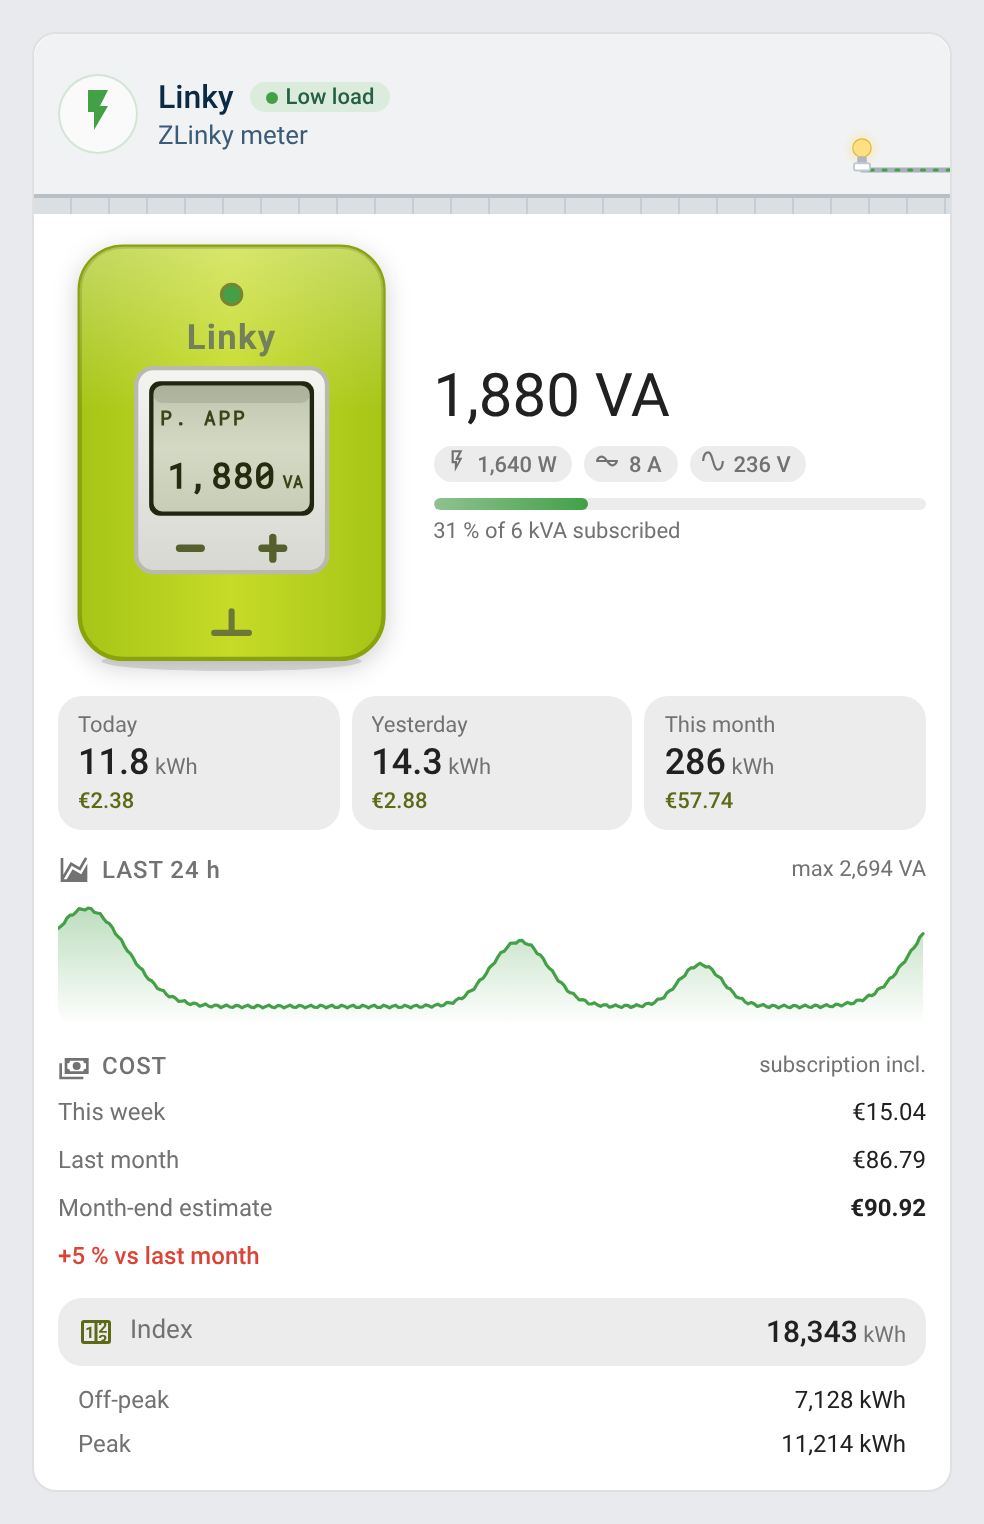 Linky
Low load
ZLinky meter
Linky
P. APP
1,880 VA
1,880 VA
1,640 W
8 A
236 V
31 % of 6 kVA subscribed
Today
11.8 kWh
€2.38
Yesterday
14.3 kWh
€2.88
This month
286 kWh
€57.74
LAST 24 h
max 2,694 VA
COST
subscription incl.
This week
€15.04
Last month
€86.79
Month-end estimate
€90.92
+5 % vs last month
Index
18,343 kWh
Off-peak
7,128 kWh
Peak
11,214 kWh